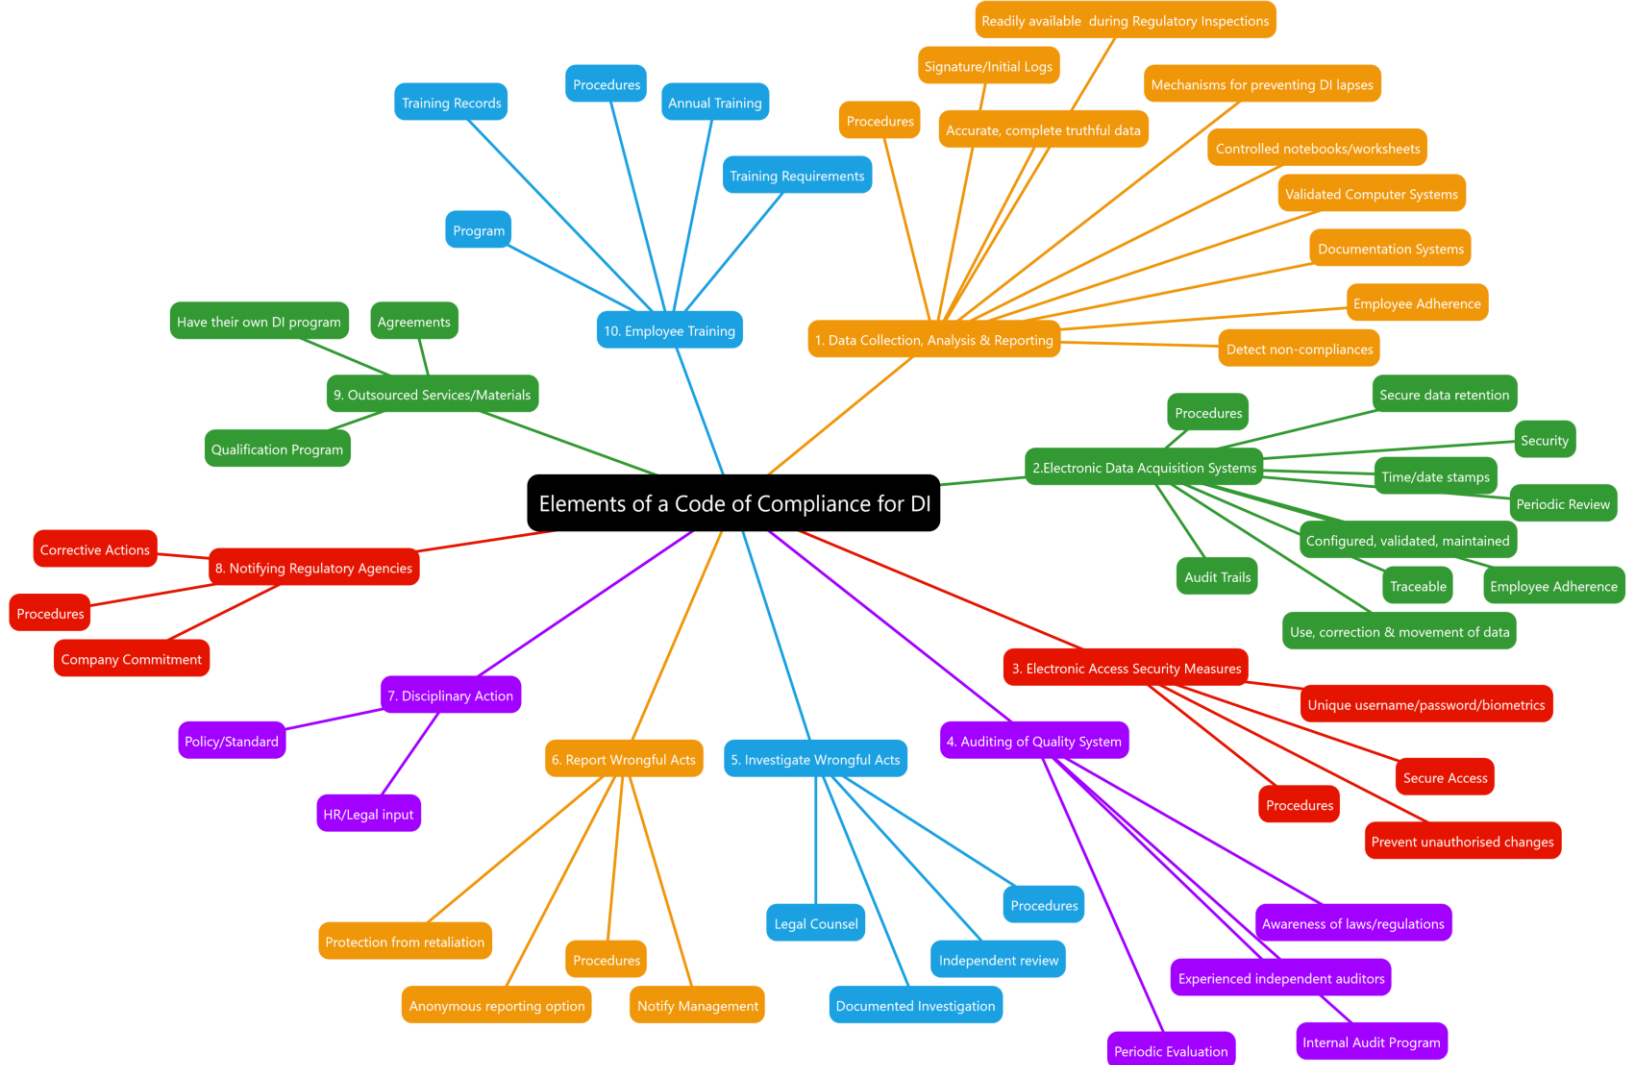 Elements of a Code of Compliance for DI
1. Data Collection, Analysis & Reporting
Procedures
Signature/Initial Logs
Accurate, complete truthful data
Readily available during Regulatory Inspections
Mechanisms for preventing DI lapses
Controlled notebooks/worksheets
Validated Computer Systems
Documentation Systems
Employee Adherence
Detect non-compliances
2.Electronic Data Acquisition Systems
Procedures
Secure data retention
Security
Time/date stamps
Periodic Review
Configured, validated, maintained
Employee Adherence
Traceable
Use, correction & movement of data
Audit Trails
3. Electronic Access Security Measures
Unique username/password/biometrics
Secure Access
Prevent unauthorised changes
Procedures
4. Auditing of Quality System
Awareness of laws/regulations
Experienced independent auditors
Internal Audit Program
Periodic Evaluation
5. Investigate Wrongful Acts
Procedures
Independent review
Documented Investigation
Legal Counsel
6. Report Wrongful Acts
Notify Management
Procedures
Anonymous reporting option
Protection from retaliation
7. Disciplinary Action
HR/Legal input
Policy/Standard
8. Notifying Regulatory Agencies
Company Commitment
Procedures
Corrective Actions
9. Outsourced Services/Materials
Qualification Program
Have their own DI program
Agreements
10. Employee Training
Program
Training Records
Procedures
Annual Training
Training Requirements